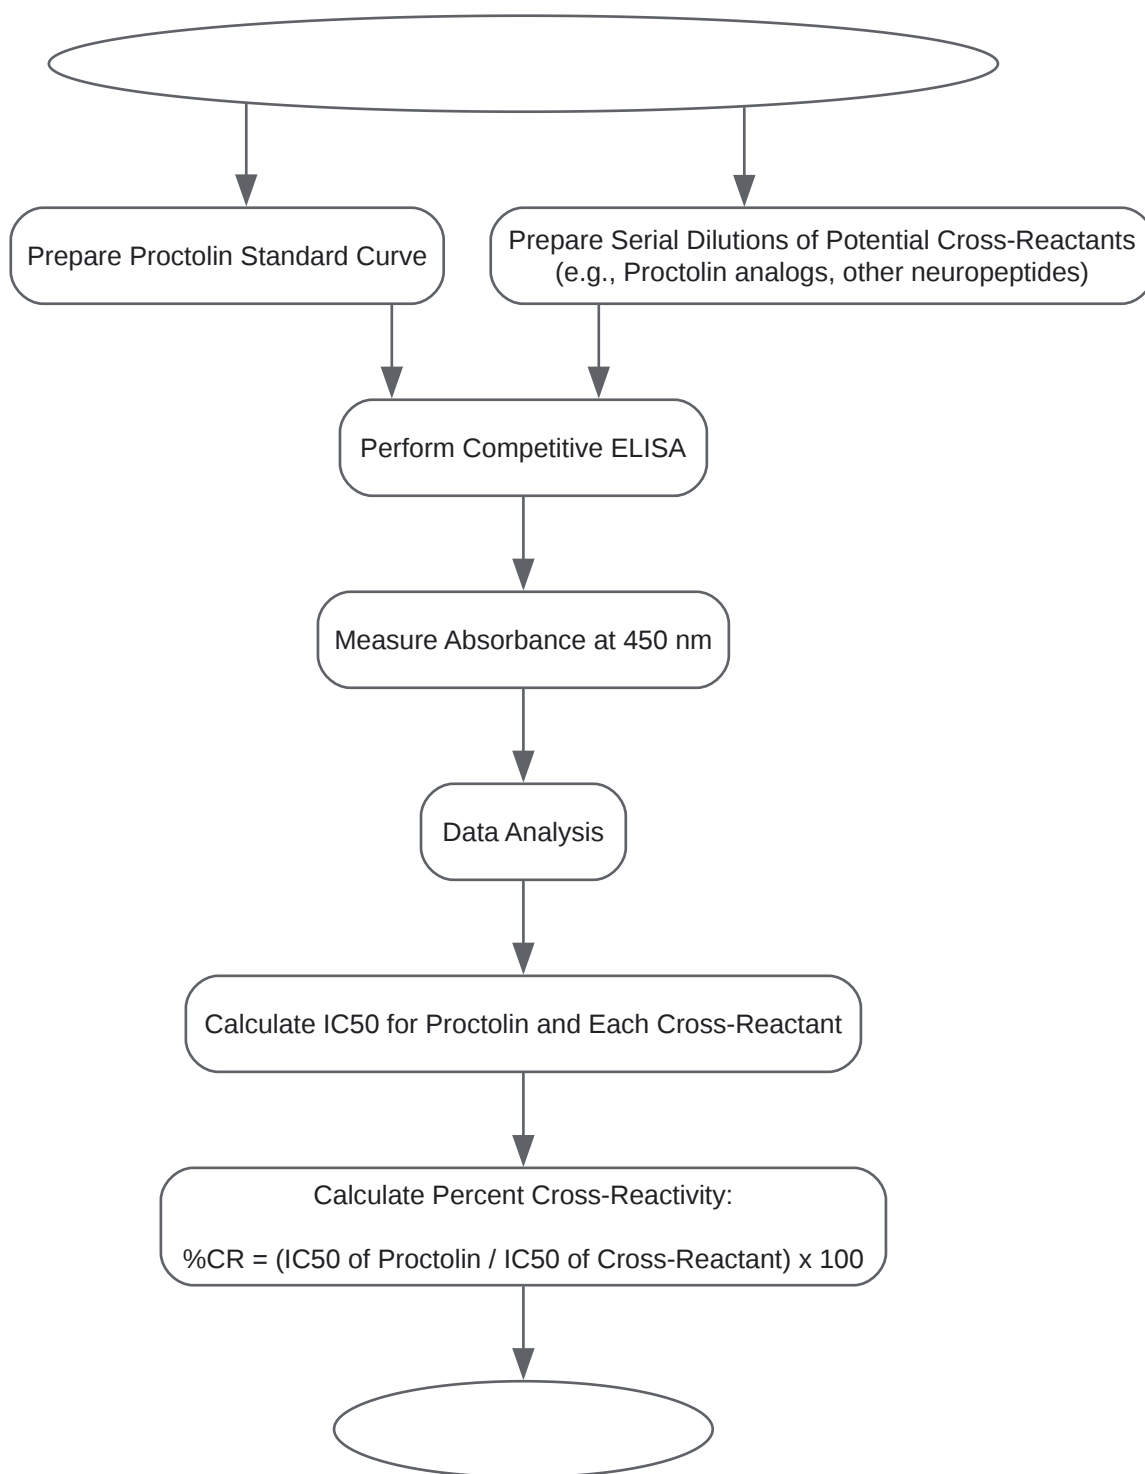 Prepare Proctolin Standard Curve
Prepare Serial Dilutions of Potential Cross-Reactants
(e.g., Proctolin analogs, other neuropeptides)
Perform Competitive ELISA
Measure Absorbance at 450 nm
Data Analysis
Calculate IC50 for Proctolin and Each Cross-Reactant
Calculate Percent Cross-Reactivity:
%CR = (IC50 of Proctolin / IC50 of Cross-Reactant) x 100